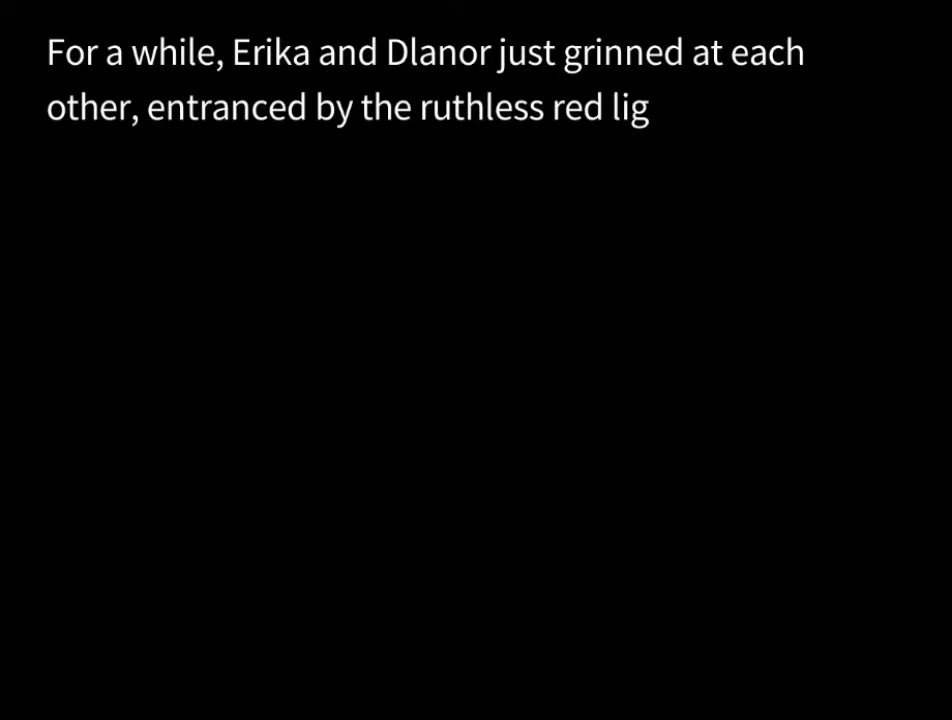 For a while, Erika and Dlanor just grinned at each
other, entranced by the ruthless red lig